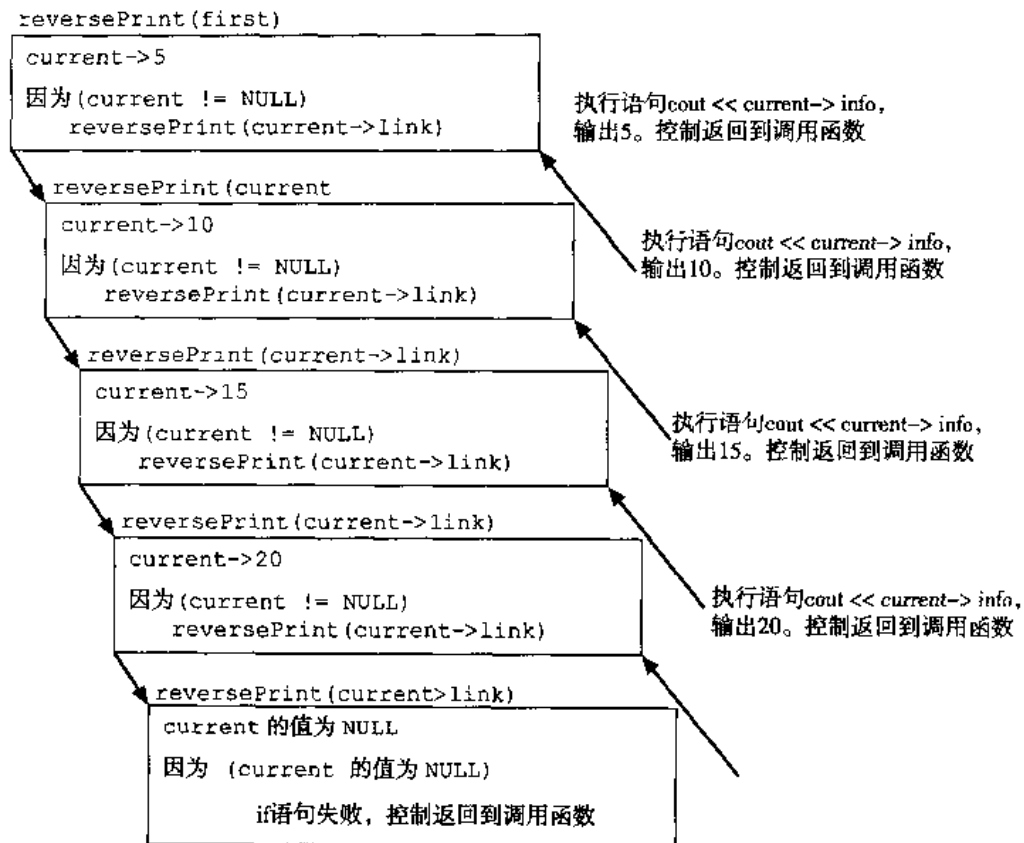 reversePrint(first)
current->5
因为(current != NULL)
reversePrint(current->link)
执行语句cout << current-> info,
输出5。控制返回到调用函数
reversePrint(current
current->10
因为(current != NULL)
reversePrint(current->link)
执行语句cout << current-> info,
输出10。控制返回到调用函数
reversePrint(current->link)
current->15
因为(current != NULL)
reversePrint(current->link)
执行语句cout << current-> info,
输出15。控制返回到调用函数
reversePrint(current->link)
current->20
因为(current != NULL)
reversePrint(current->link)
执行语句cout << current-> info,
输出20。控制返回到调用函数
reversePrint(current>link)
current 的值为 NULL
因为 (current 的值为 NULL)
if语句失败，控制返回到调用函数